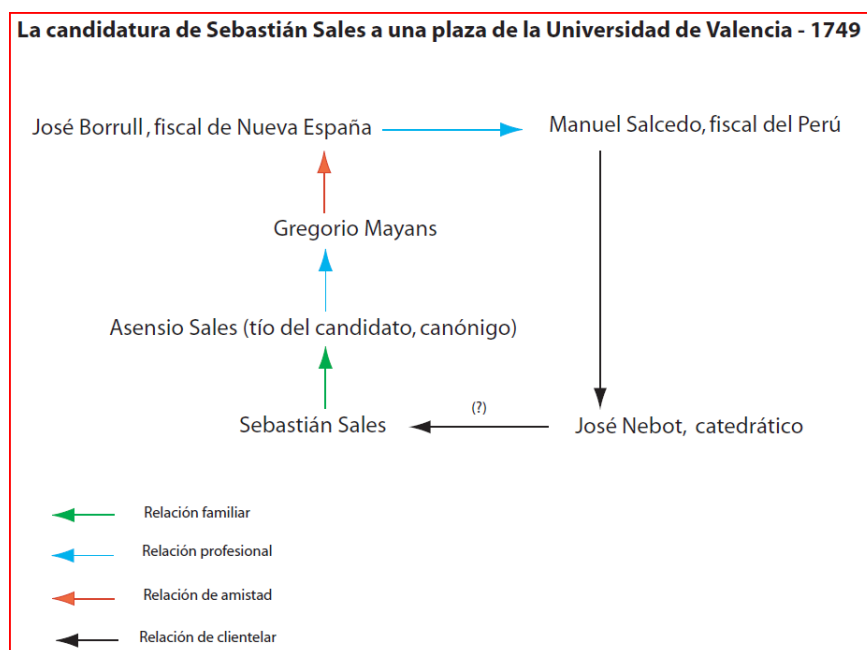 La candidatura de Sebastián Sales a una plaza de la Universidad de Valencia - 1749
José Borrull, fiscal de Nueva España
Manuel Salcedo, fiscal del Perú
Gregorio Mayans
Asensio Sales (tío del candidato, canónigo)
(?)
Sebastián Sales
José Nebot, catedrático
Relación familiar
Relación profesional
Relación de amistad
Relación de clientelar